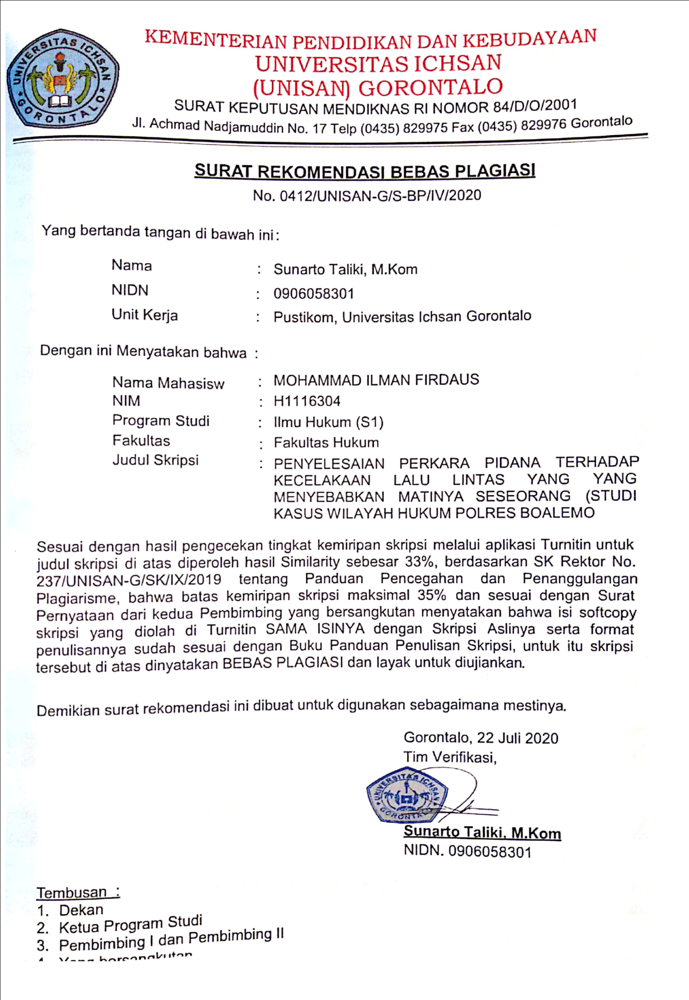 UNIVERSITAS ICHSAN
GORONTALO
KEMENTERIAN PENDIDIKAN DAN KEBUDAYAAN
UNIVERSITAS ICHSAN
(UNISAN) GORONTALO
SURAT KEPUTUSAN MENDIKNAS RI NOMOR 84/D/O/2001
Jl. Achmad Nadjamuddin No. 17 Telp (0435) 829975 Fax (0435) 829976 Gorontalo
SURAT REKOMENDASI BEBAS PLAGIASI
No. 0412/UNISAN-G/S-BP/IV/2020
Yang bertanda tangan di bawah ini :
Nama : Sunarto Taliki, M.Kom
NIDN : 0906058301
Unit Kerja : Pustikom, Universitas Ichsan Gorontalo
Dengan ini Menyatakan bahwa :
Nama Mahasisw : MOHAMMAD ILMAN FIRDAUS
NIM : H1116304
Program Studi : Ilmu Hukum (S1)
Fakultas : Fakultas Hukum
Judul Skripsi : PENYELESAIAN PERKARA PIDANA TERHADAP
KECELAKAAN LALU LINTAS YANG YANG
MENYEBABKAN MATINYA SESEORANG (STUDI
KASUS WILAYAH HUKUM POLRES BOALEMO
Sesuai dengan hasil pengecekan tingkat kemiripan skripsi melalui aplikasi Turnitin untuk
judul skripsi di atas diperoleh hasil Similarity sebesar 33%, berdasarkan SK Rektor No.
237/UNISAN-G/SK/IX/2019 tentang Panduan Pencegahan dan Penanggulangan
Plagiarisme, bahwa batas kemiripan skripsi maksimal 35% dan sesuai dengan Surat
Pernyataan dari kedua Pembimbing yang bersangkutan menyatakan bahwa isi softcopy
skripsi yang diolah di Turnitin SAMA ISINYA dengan Skripsi Aslinya serta format
penulisannya sudah sesuai dengan Buku Panduan Penulisan Skripsi, untuk itu skripsi
tersebut di atas dinyatakan BEBAS PLAGIASI dan layak untuk diujiankan.
Demikian surat rekomendasi ini dibuat untuk digunakan sebagaimana mestinya.
Gorontalo, 22 Juli 2020
Tim Verifikasi,
UNIVERSITAS ICHSAN
GORONTALO
Sunarto Taliki, M.Kom
NIDN. 0906058301
Tembusan :
1. Dekan
2. Ketua Program Studi
3. Pembimbing I dan Pembimbing II
4. Yang bersangkutan